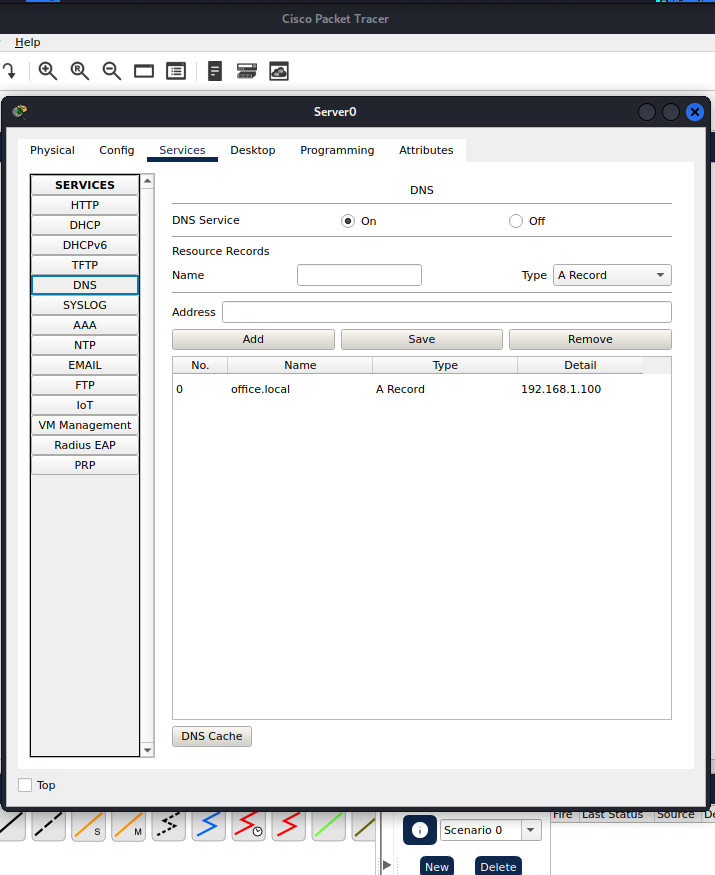 Cisco Packet Tracer
Help
Server0
Physical Config Services Desktop Programming Attributes
SERVICES
HTTP
DHCP
DHCPv6
TFTP
DNS
SYSLOG
AAA
NTP
EMAIL
FTP
IoT
VM Management
Radius EAP
PRP
DNS
DNS Service On Off
Resource Records
Name Type A Record
Address
Add Save Remove
No. Name Type Detail
0 office.local A Record 192.168.1.100
DNS Cache
Top
S M
Scenario 0
Fire Last Status Source
New Delete